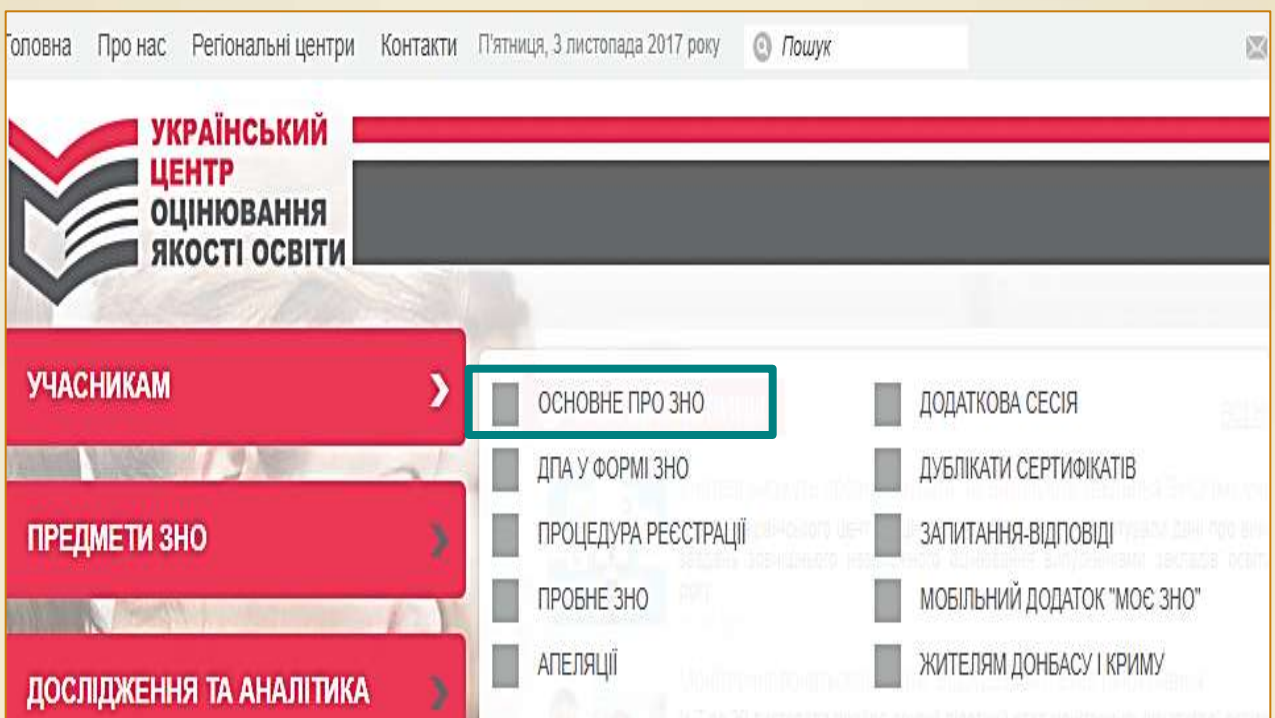 Головна Про нас Регіональні центри Контакти П'ятниця, 3 листопада 2017 року Пошук
УКРАЇНСЬКИЙ
ЦЕНТР
ОЦІНЮВАННЯ
ЯКОСТІ ОСВІТИ
УЧАСНИКАМ
ПРЕДМЕТИ ЗНО
ДОСЛІДЖЕННЯ ТА АНАЛІТИКА
ОСНОВНЕ ПРО ЗНО
ДПА У ФОРМІ ЗНО
ПРОЦЕДУРА РЕЄСТРАЦІЇ
ПРОБНЕ ЗНО
АПЕЛЯЦІЇ
ДОДАТКОВА СЕСІЯ
ДУБЛІКАТИ СЕРТИФІКАТІВ
ЗАПИТАННЯ-ВІДПОВІДІ
МОБІЛЬНИЙ ДОДАТОК "МОЄ ЗНО"
ЖИТЕЛЯМ ДОНБАСУ І КРИМУ